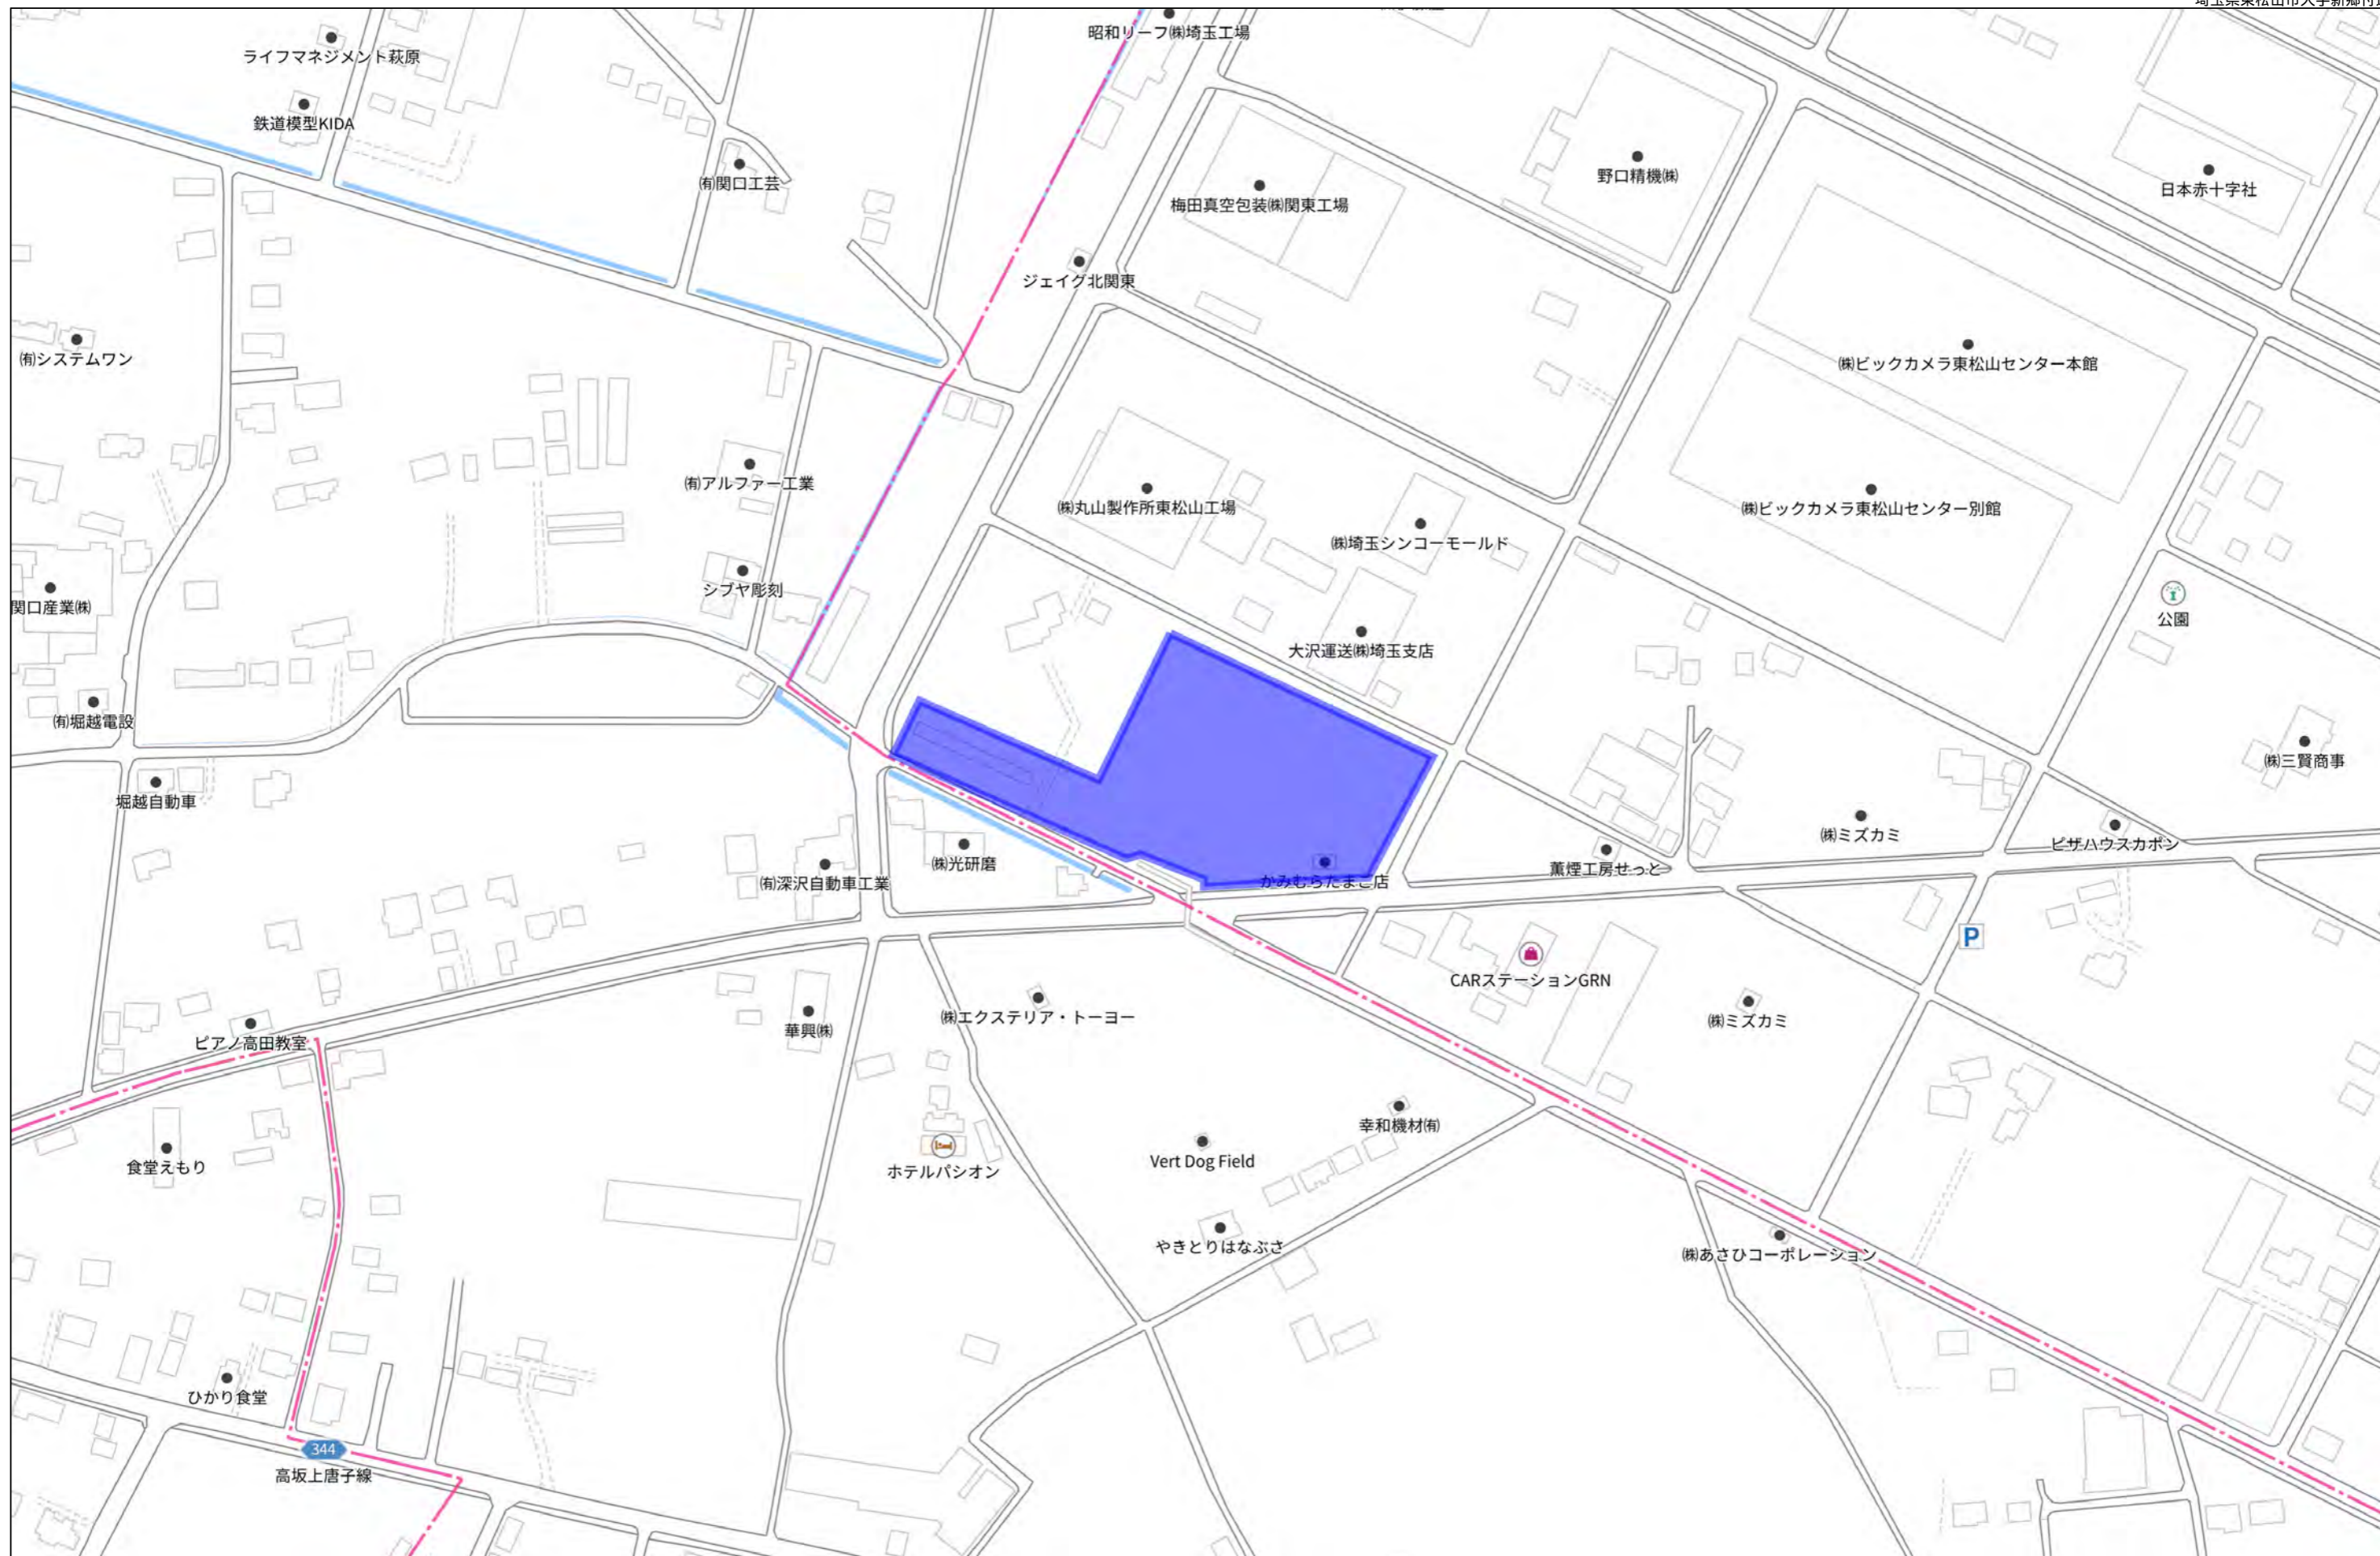 昭和リーフ㈱埼玉工場
ライフマネジメント萩原
鉄道模型KIDA
㈲関口工芸
梅田真空包装㈱関東工場
野口精機㈱
日本赤十字社
ジェイグ北関東
㈲システムワン
㈱ビックカメラ東松山センター本館
㈲アルファー工業
㈱丸山製作所東松山工場
㈱ビックカメラ東松山センター別館
㈱埼玉シンコーモールド
シブヤ彫刻
関口産業㈱
公園
大沢運送㈱埼玉支店
㈲堀越電設
㈱三賢商事
堀越自動車
㈱ミズカミ
ピザハウスカポン
㈱光研磨
㈲深沢自動車工業
かみむらたまご店
薫煙工房せっと
P
CARステーションGRN
㈱エクステリア・トーヨー
㈱ミズカミ
華興㈱
ピアノ高田教室
幸和機材㈲
Vert Dog Field
食堂えもり
ホテルパシオン
やきとりはなぶさ
㈱あさひコーポレーション
ひかり食堂
344
高坂上唐子線